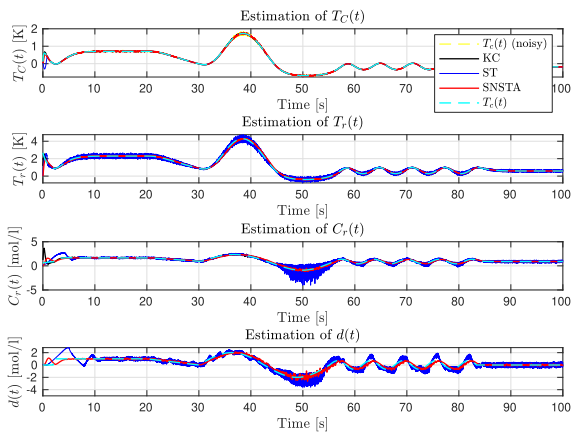 Estimation of T_C(t)
T_C(t) [K]
2
1
0
0 10 20 30 40 50 60 70 80 90 100
Time [s]
T_c(t) (noisy)
KC
ST
SNSTA
T_c(t)
Estimation of T_r(t)
T_r(t) [K]
4
2
0
0 10 20 30 40 50 60 70 80 90 100
Time [s]
Estimation of C_r(t)
C_r(t) [mol/l]
5
0
-5
0 10 20 30 40 50 60 70 80 90 100
Time [s]
Estimation of d(t)
d(t) [mol/l]
2
0
-2
-4
0 10 20 30 40 50 60 70 80 90 100
Time [s]